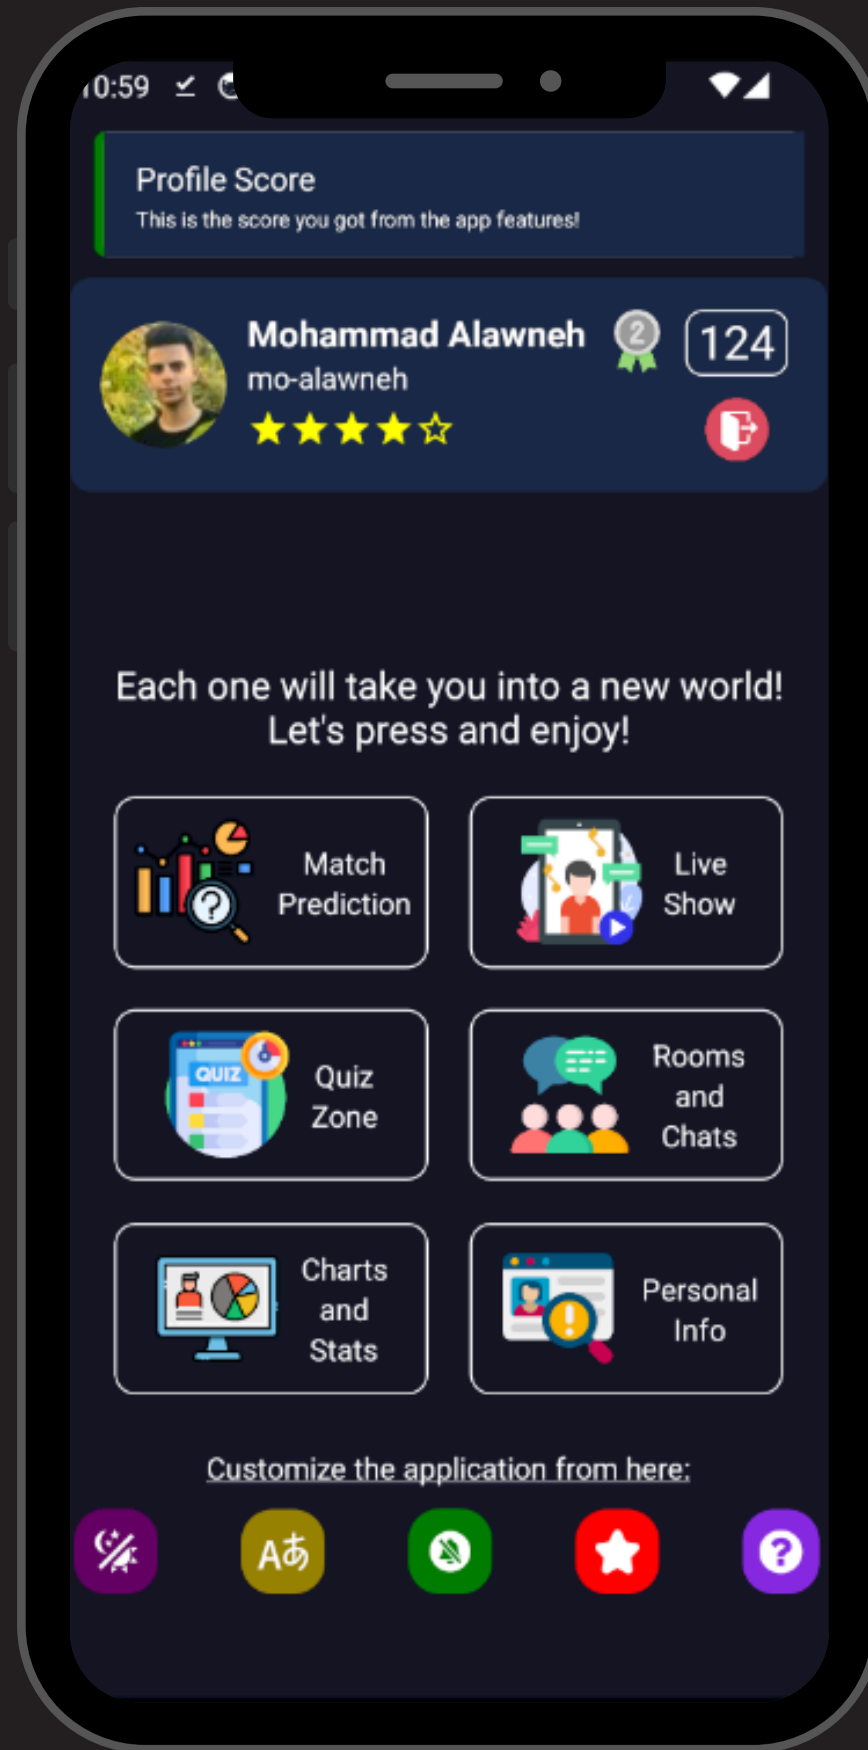 10:59
Profile Score
This is the score you got from the app features!
Mohammad Alawneh
2
124
mo-alawneh
Each one will take you into a new world!
Let's press and enjoy!
Match
Prediction
Live
Show
QUIZ
Quiz
Zone
Rooms
and
Chats
Charts
and
Stats
Personal
Info
Customize the application from here:
Aあ